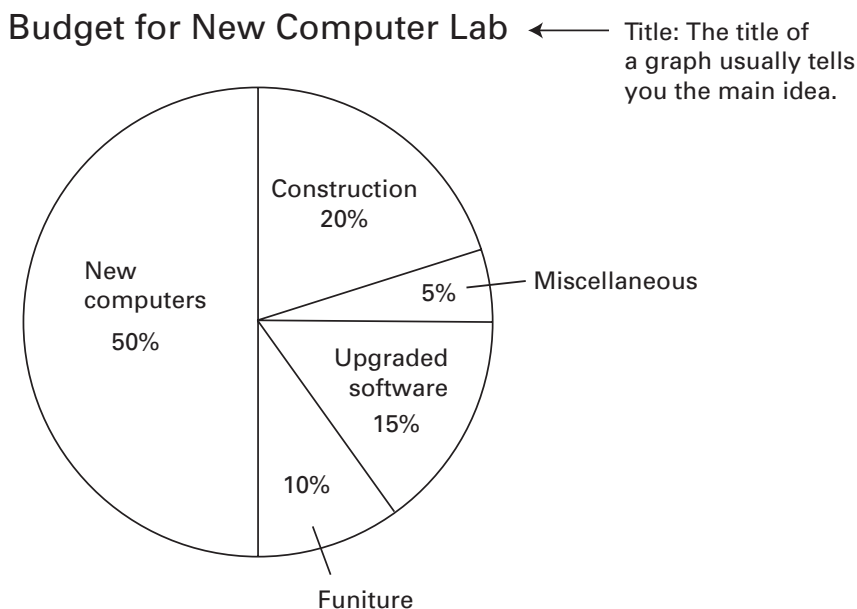 Budget for New Computer Lab
Title: The title of
a graph usually tells
you the main idea.
Construction
20%
New
computers
50%
5%
Miscellaneous
Upgraded
software
15%
10%
Funiture